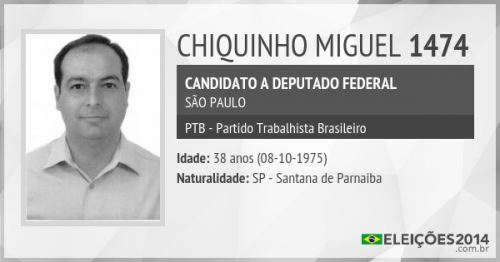 CHIQUINHO MIGUEL 1474
CANDIDATO A DEPUTADO FEDERAL
SÃO PAULO
PTB - Partido Trabalhista Brasileiro
Idade: 38 anos (08-10-1975)
Naturalidade: SP - Santana de Parnaiba
ELEIÇÕES2014
.com.br